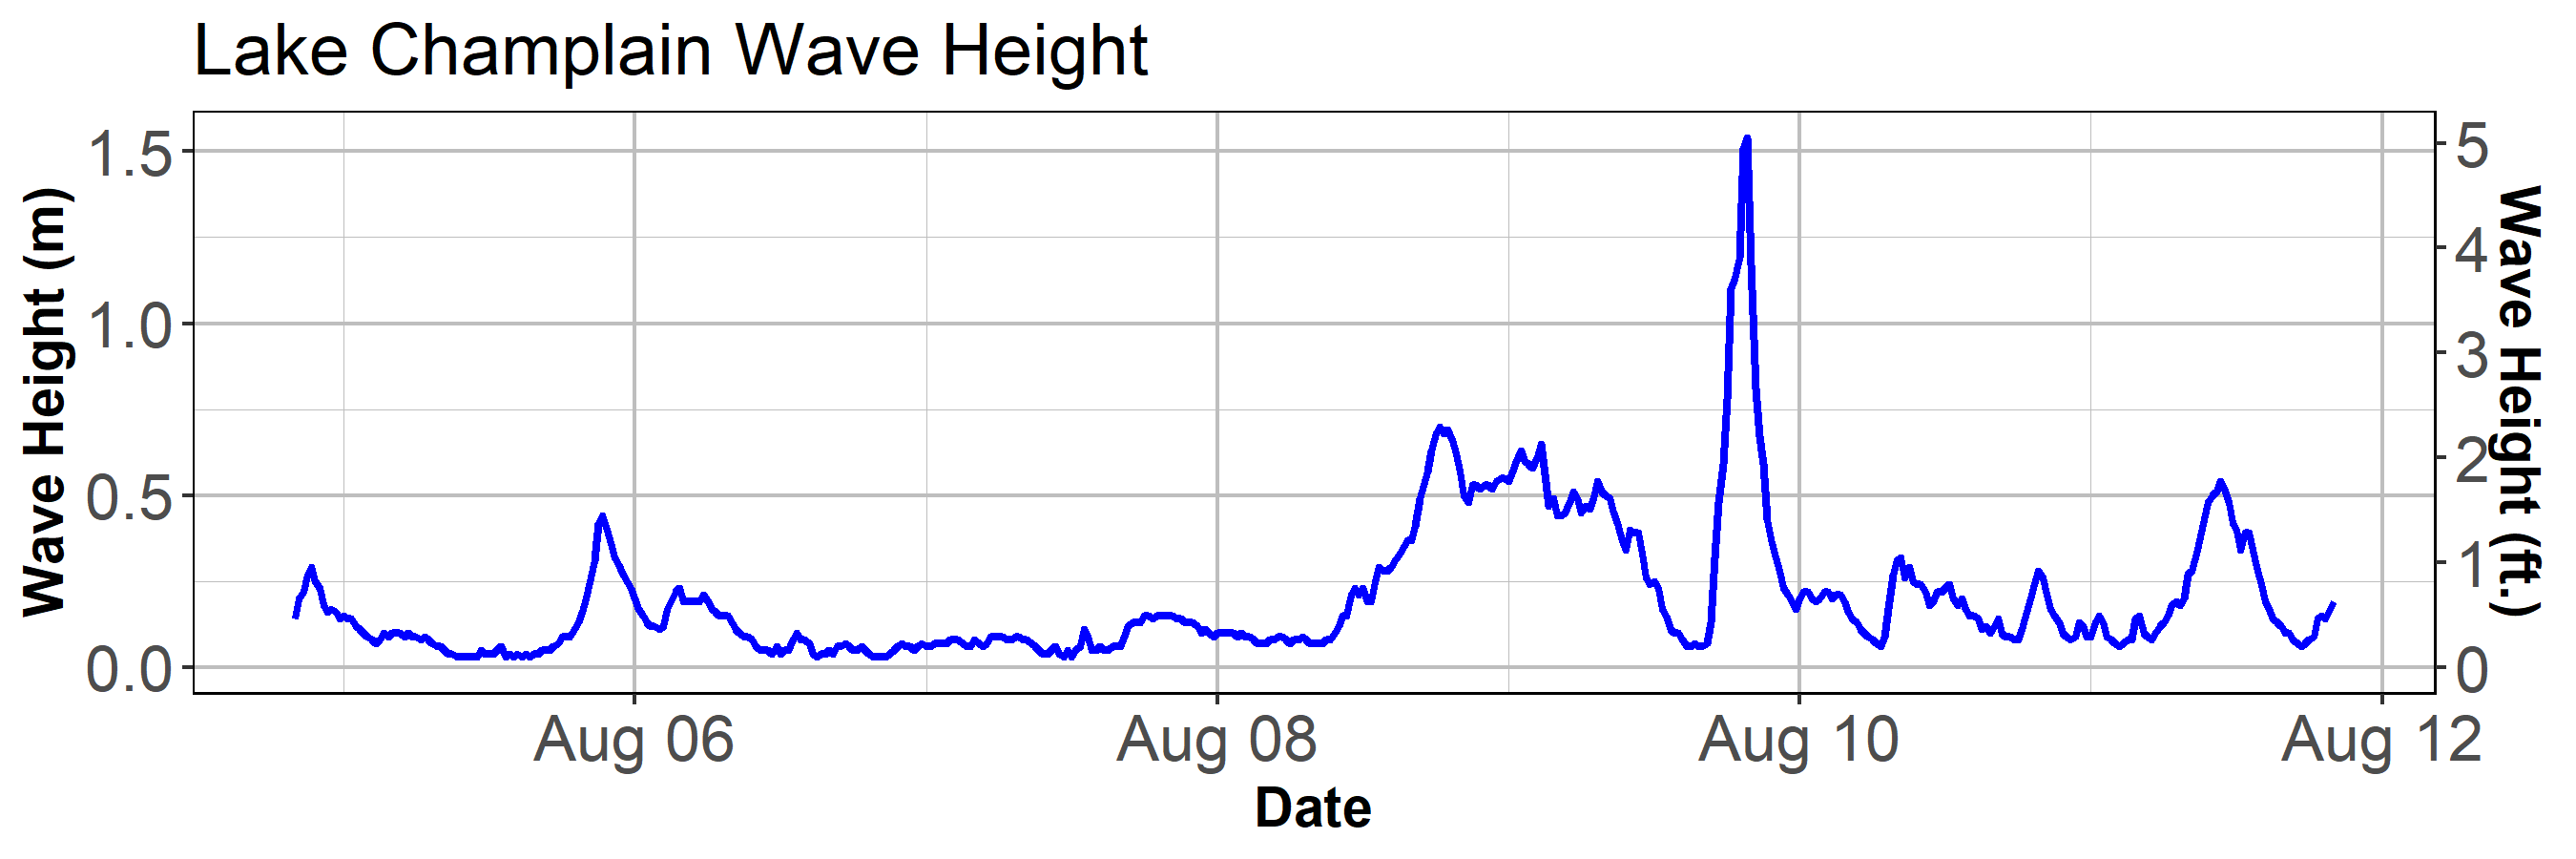 Lake Champlain Wave Height
Wave Height (m)
1.5
1.0
0.5
0.0
5
4
3
2
1
0
Wave Height (ft.)
Aug 06
Aug 08
Aug 10
Aug 12
Date